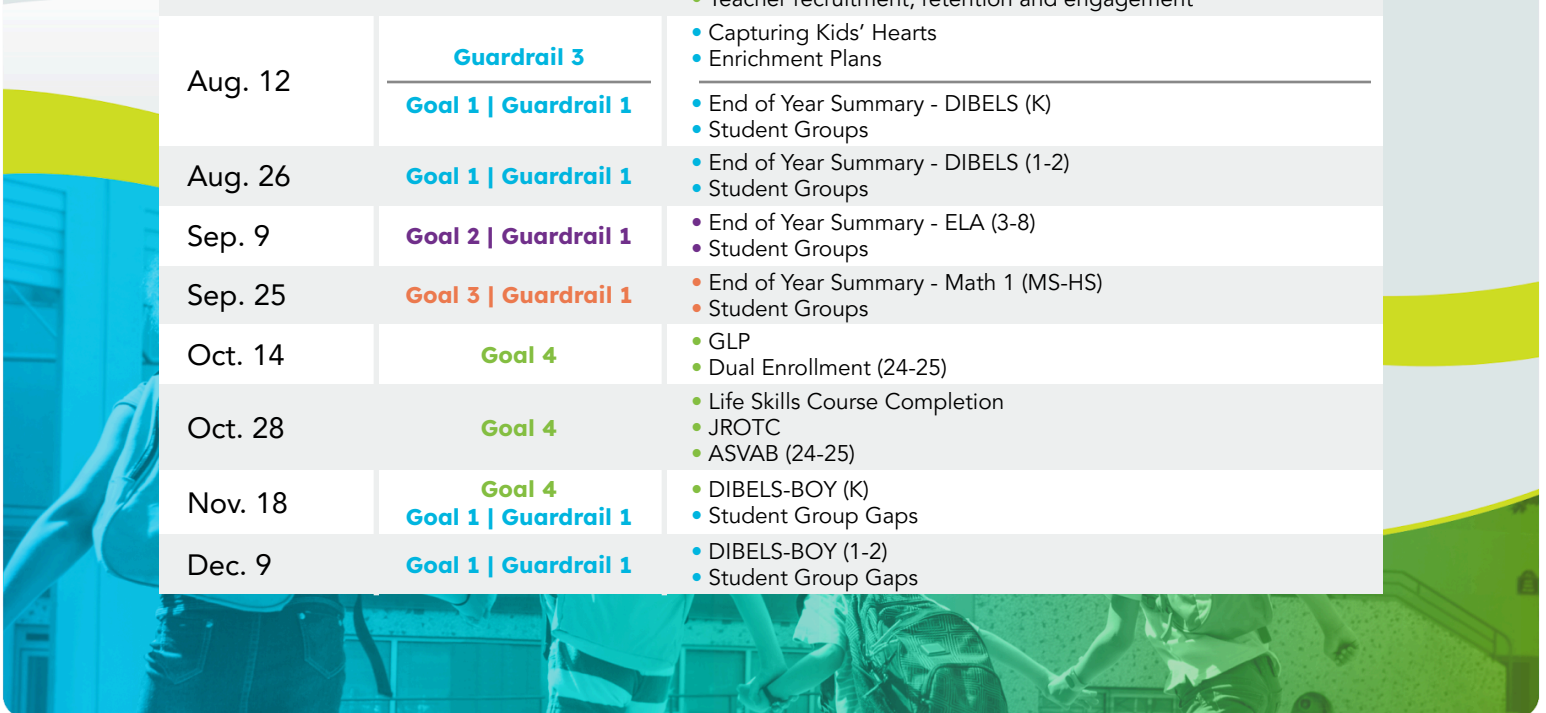 Teacher recruitment, retention and engagement
Aug. 12
Guardrail 3
• Capturing Kids' Hearts
• Enrichment Plans
Goal 1 | Guardrail 1
• End of Year Summary - DIBELS (K)
• Student Groups
Aug. 26
Goal 1 | Guardrail 1
• End of Year Summary - DIBELS (1-2)
• Student Groups
Sep. 9
Goal 2 | Guardrail 1
• End of Year Summary - ELA (3-8)
• Student Groups
Sep. 25
Goal 3 | Guardrail 1
• End of Year Summary - Math 1 (MS-HS)
• Student Groups
Oct. 14
Goal 4
• GLP
• Dual Enrollment (24-25)
Oct. 28
Goal 4
• Life Skills Course Completion
• JROTC
• ASVAB (24-25)
Nov. 18
Goal 4
Goal 1 | Guardrail 1
• DIBELS-BOY (K)
• Student Group Gaps
Dec. 9
Goal 1 | Guardrail 1
• DIBELS-BOY (1-2)
• Student Group Gaps